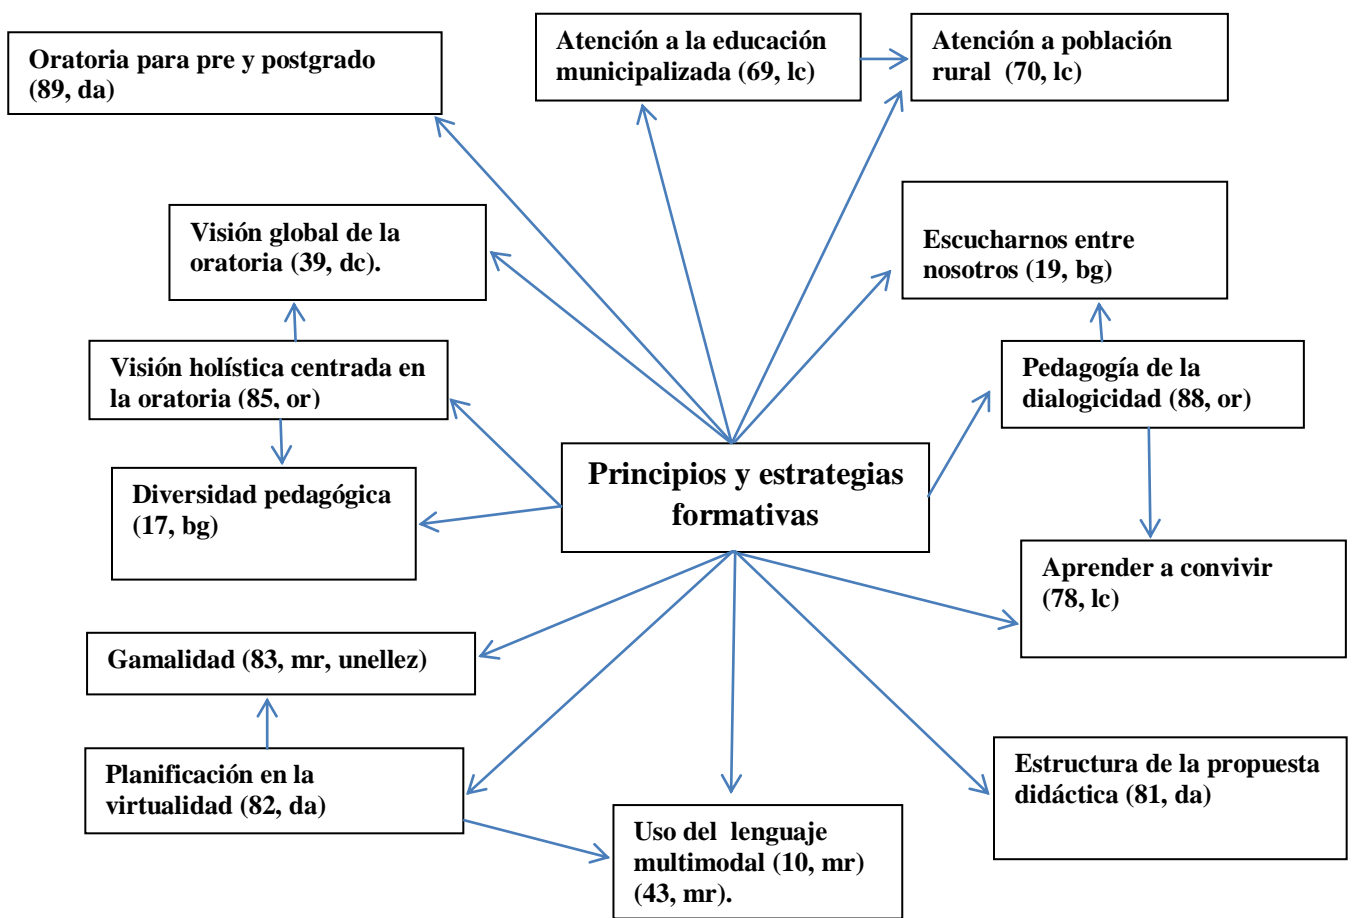 Oratoria para pre y postgrado
(89, da)
Atención a la educación
municipalizada (69, lc)
Atención a población
rural (70, lc)
Visión global de la
oratoria (39, dc).
Escucharnos entre
nosotros (19, bg)
Visión holística centrada en
la oratoria (85, or)
Pedagogía de la
dialogicidad (88, or)
Principios y estrategias
formativas
Diversidad pedagógica
(17, bg)
Aprender a convivir
(78, lc)
Gamalidad (83, mr, unellez)
Planificación en la
virtualidad (82, da)
Estructura de la propuesta
didáctica (81, da)
Uso del lenguaje
multimodal (10, mr)
(43, mr).